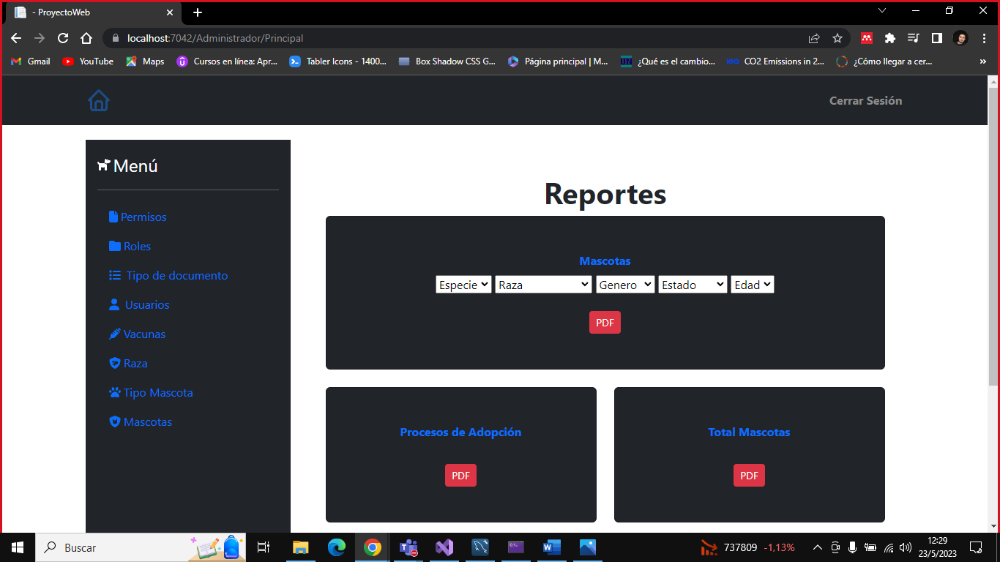 - ProyectoWeb
localhost:7042/Administrador/Principal
Gmail YouTube Maps Cursos en línea: Apr... Tabler Icons - 1400... Box Shadow CSS G... Página principal | M... ¿Qué es el cambio... CO2 Emissions in 2... ¿Cómo llegar a cer...
Cerrar Sesión
Menú
Permisos
Roles
Tipo de documento
Usuarios
Vacunas
Raza
Tipo Mascota
Mascotas
Reportes
Mascotas
Especie Raza Genero Estado Edad
PDF
Procesos de Adopción
PDF
Total Mascotas
PDF
Buscar
737809 -1,13%
12:29
23/5/2023